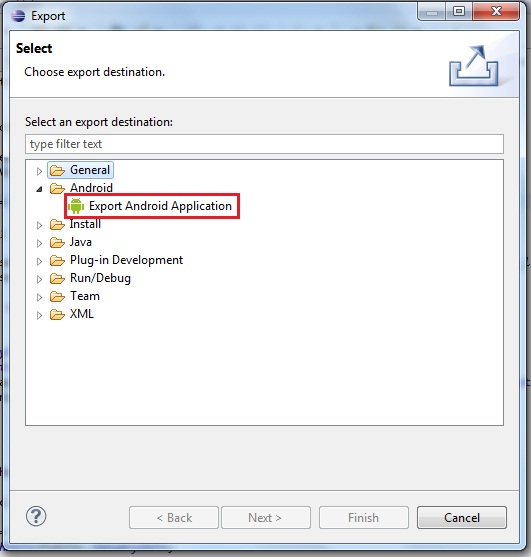 Export
Select
Choose export destination.
Select an export destination:
type filter text
General
Android
Export Android Application
Install
Java
Plug-in Development
Run/Debug
Team
XML
?
< Back
Next >
Finish
Cancel